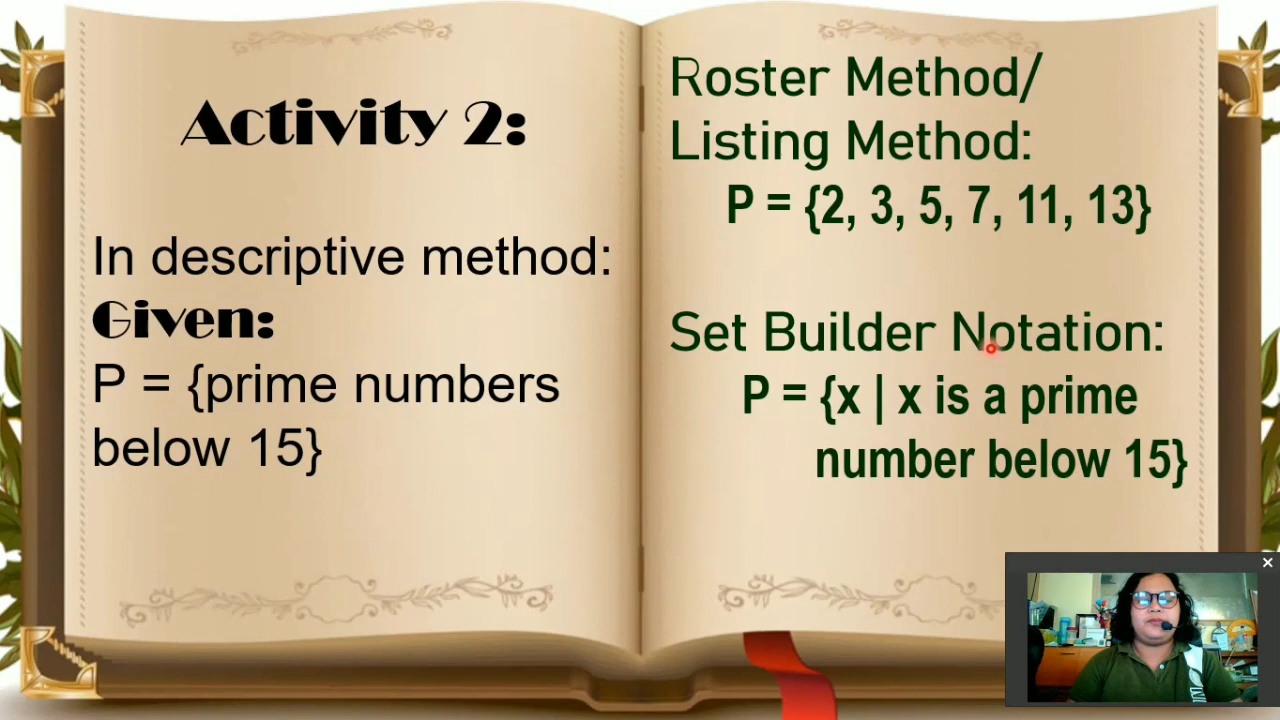 Activity 2:
In descriptive method:
Given:
P = {prime numbers
below 15}
Roster Method/
Listing Method:
P = {2, 3, 5, 7, 11, 13}
Set Builder Notation:
P = {x | x is a prime
number below 15}